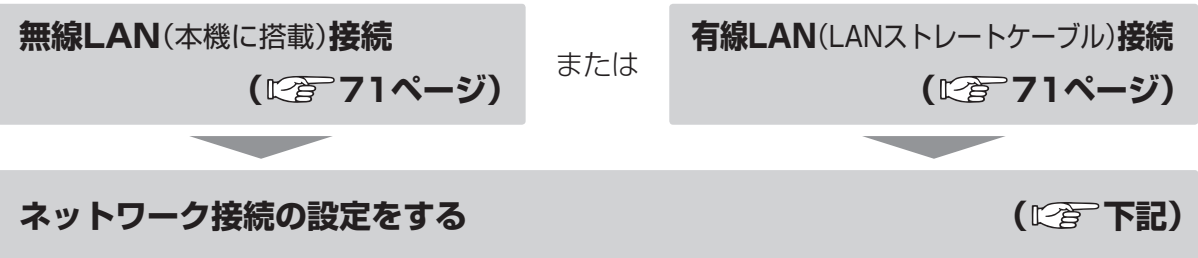 無線LAN(本機に搭載)接続
(☞71ページ)
または
有線LAN(LANストレートケーブル)接続
(☞71ページ)
ネットワーク接続の設定をする (☞下記)